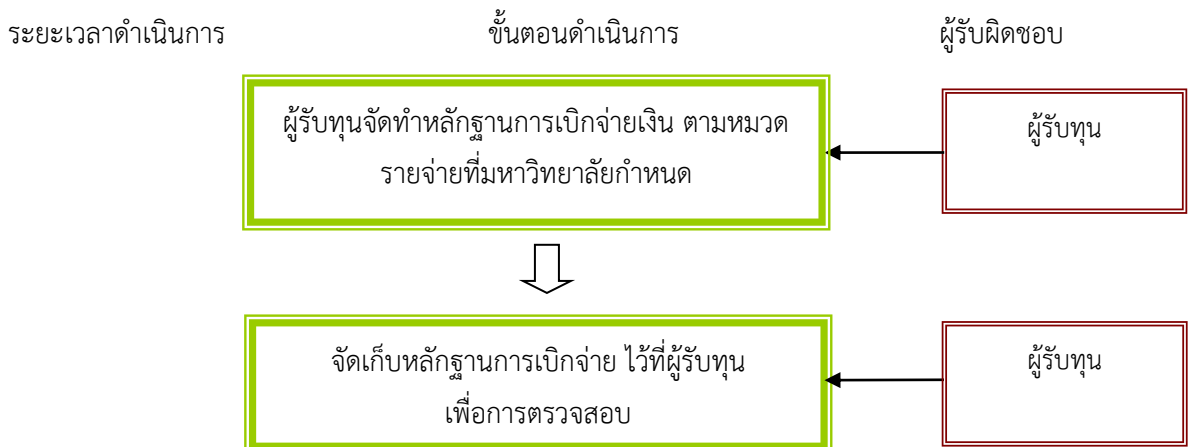 ระยะเวลาดำเนินการ ขั้นตอนดำเนินการ ผู้รับผิดชอบ
ผู้รับทุนจัดทำหลักฐานการเบิกจ่ายเงิน ตามหมวด
รายจ่ายที่มหาวิทยาลัยกำหนด
ผู้รับทุน
จัดเก็บหลักฐานการเบิกจ่าย ไว้ที่ผู้รับทุน
เพื่อการตรวจสอบ
ผู้รับทุน